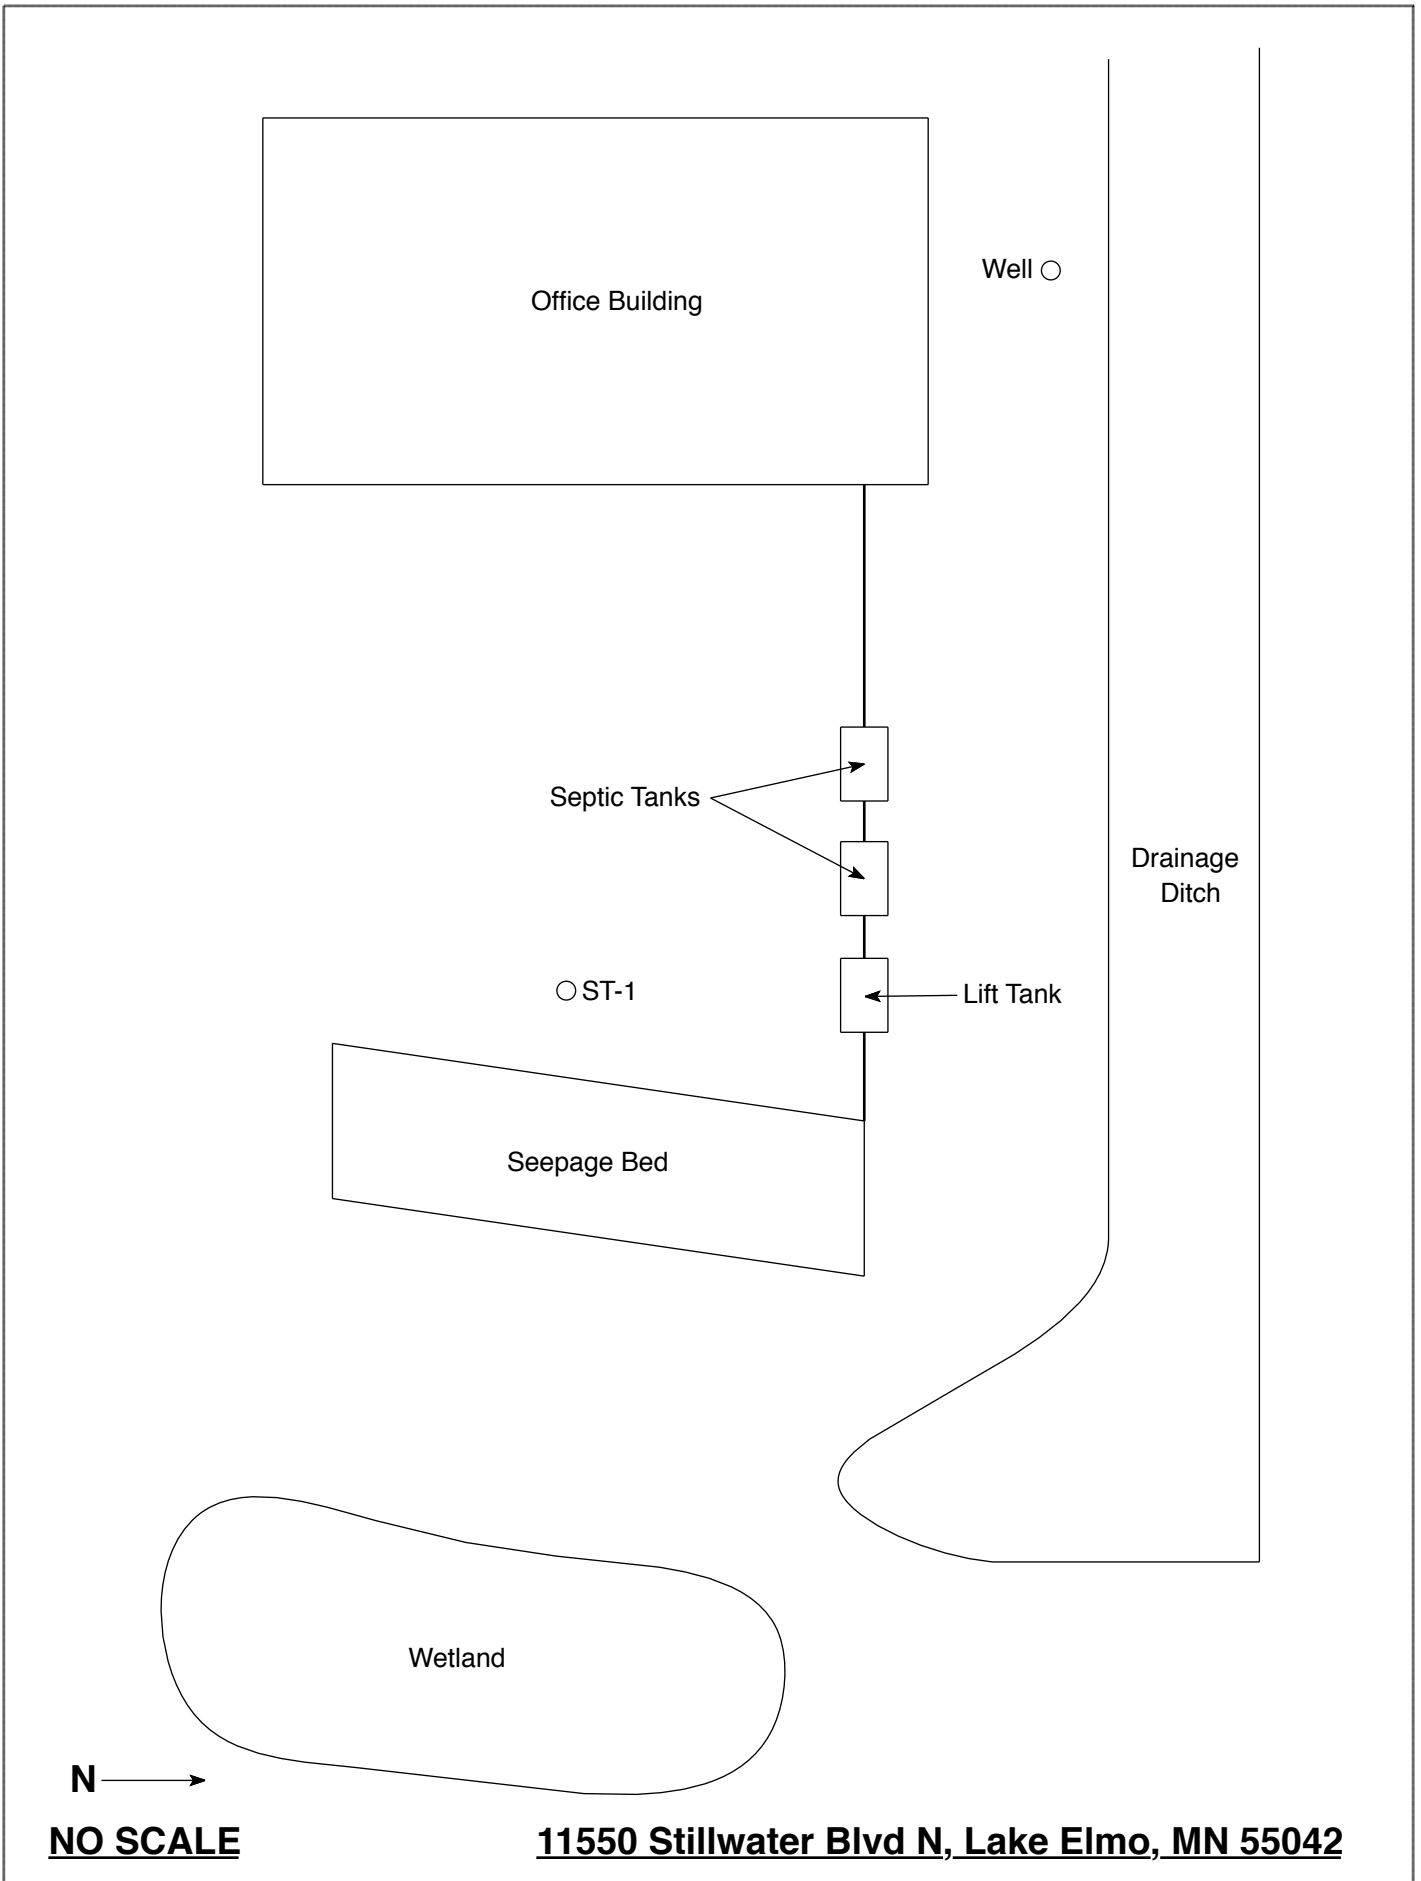 Well
Office Building
Septic Tanks
Drainage
Ditch
ST-1
Lift Tank
Seepage Bed
Wetland
N
NO SCALE
11550 Stillwater Blvd N, Lake Elmo, MN 55042